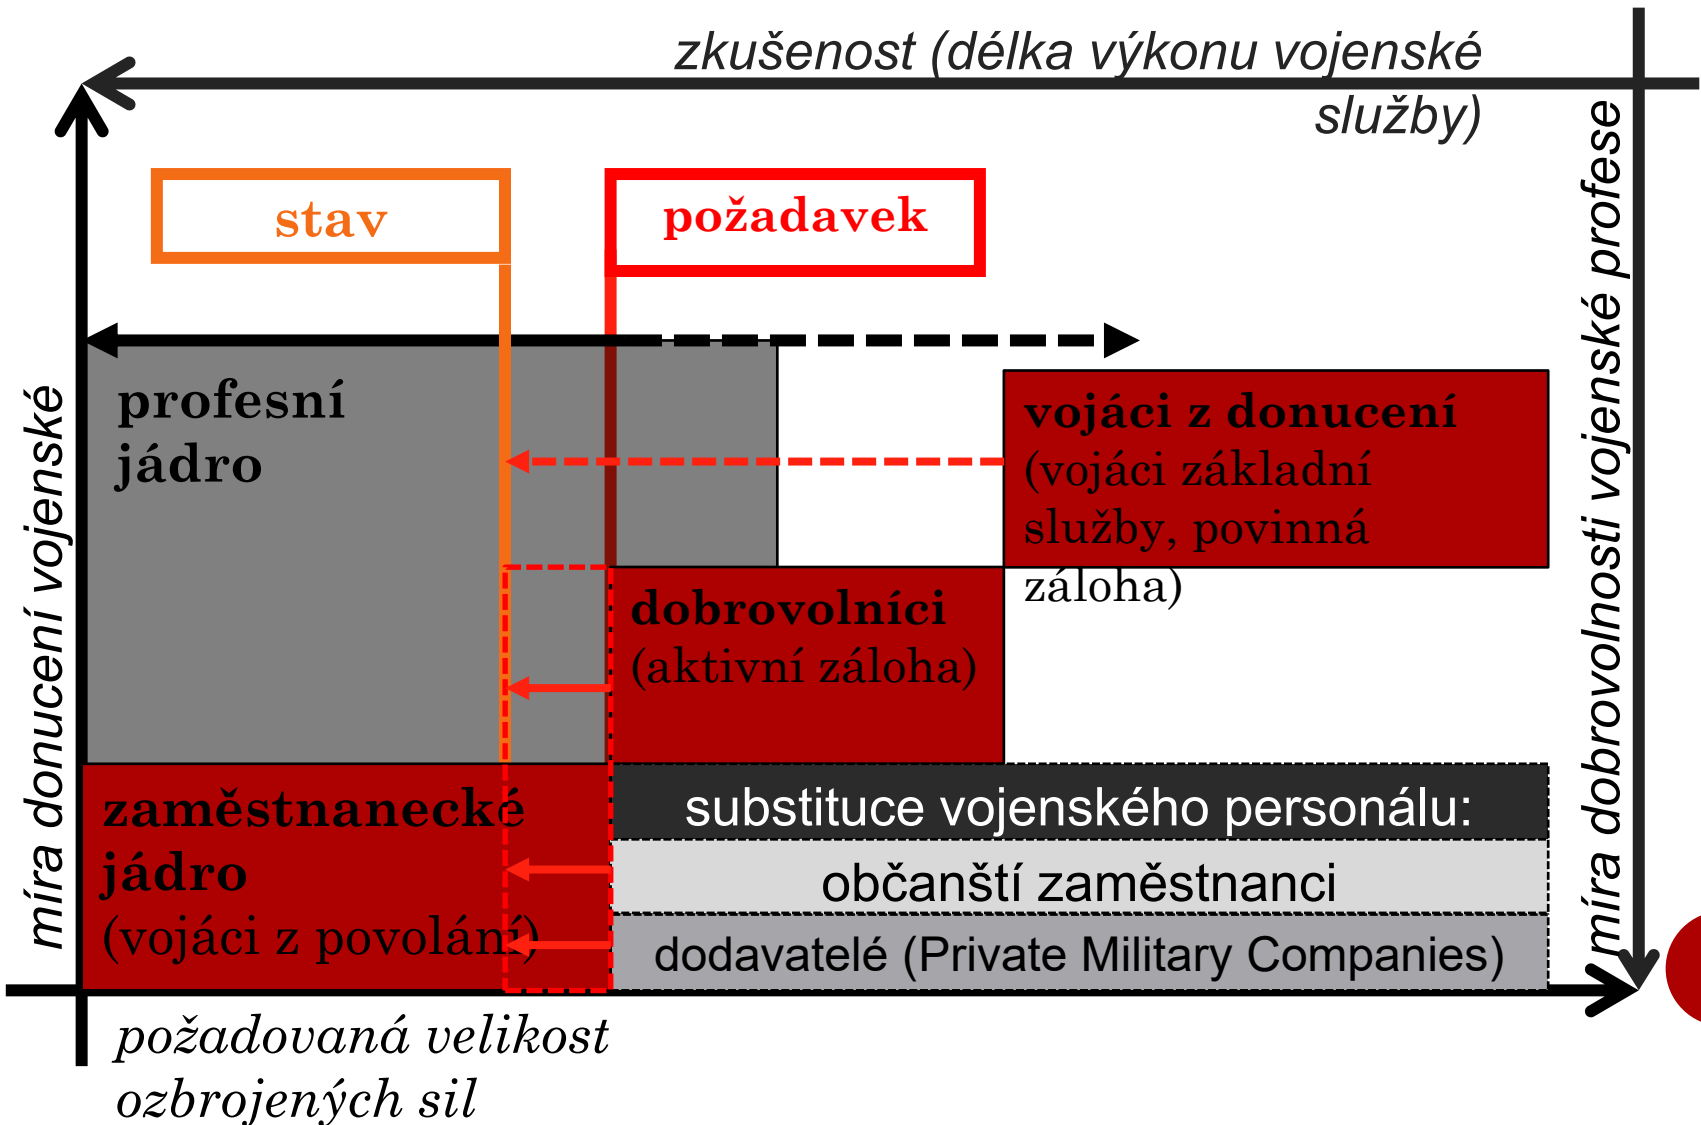 zkušenost (délka výkonu vojenské
služby)
míra donucení vojenské
míra dobrovolnosti vojenské profese
stav
požadavek
profesní
jádro
vojáci z donucení
(vojáci základní
služby, povinná
záloha)
dobrovolníci
(aktivní záloha)
zaměstnanecké
jádro
(vojáci z povolání)
substituce vojenského personálu:
občanští zaměstnanci
dodavatelé (Private Military Companies)
požadovaná velikost
ozbrojených sil